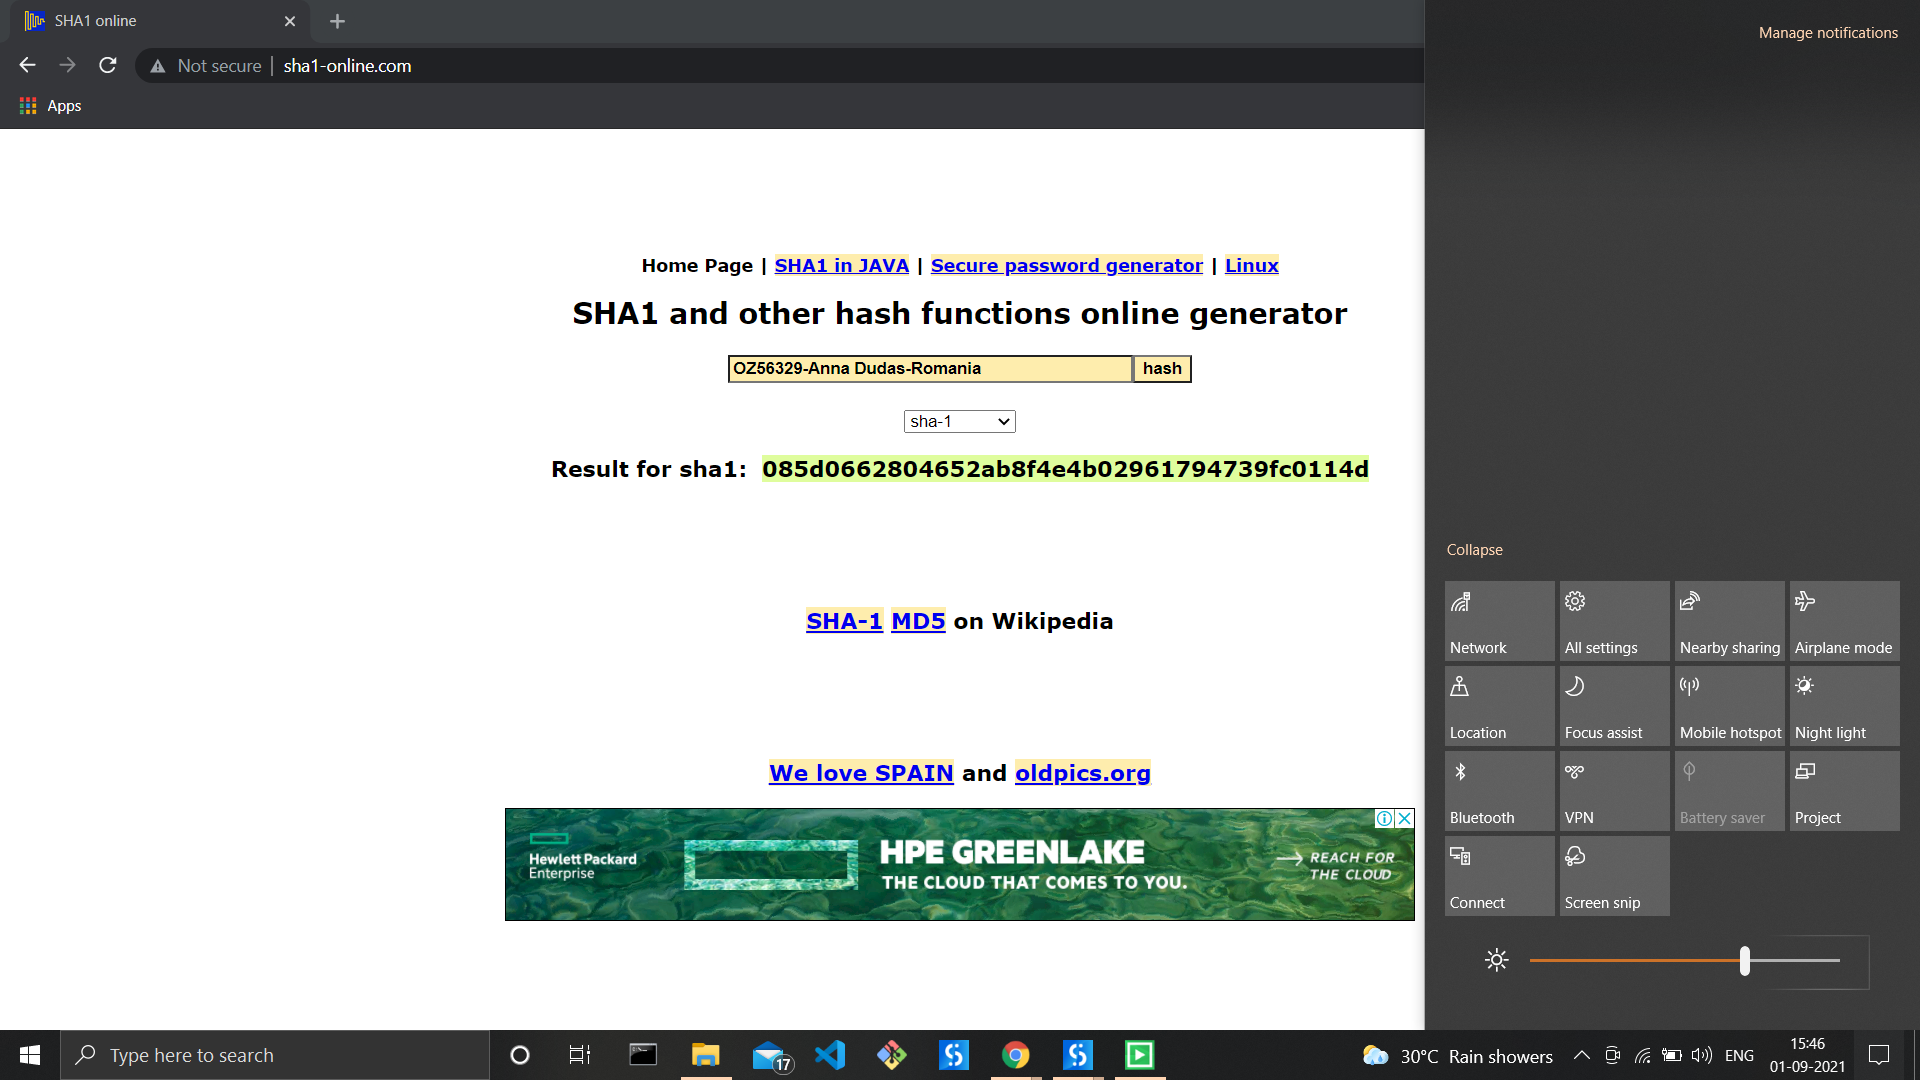 SHA1 online
Not secure | sha1-online.com
Apps
Home Page | SHA1 in JAVA | Secure password generator | Linux
SHA1 and other hash functions online generator
OZ56329-Anna Dudas-Romania hash
sha-1
Result for sha1: 085d0662804652ab8f4e4b02961794739fc0114d
SHA-1 MD5 on Wikipedia
We love SPAIN and oldpics.org
Hewlett Packard
Enterprise
HPE GREENLAKE
THE CLOUD THAT COMES TO YOU.
REACH FOR
THE CLOUD
Manage notifications
Collapse
Network All settings Nearby sharing Airplane mode
Location Focus assist Mobile hotspot Night light
Bluetooth VPN Battery saver Project
Connect Screen snip
Type here to search
17
30°C Rain showers
ENG
15:46
01-09-2021